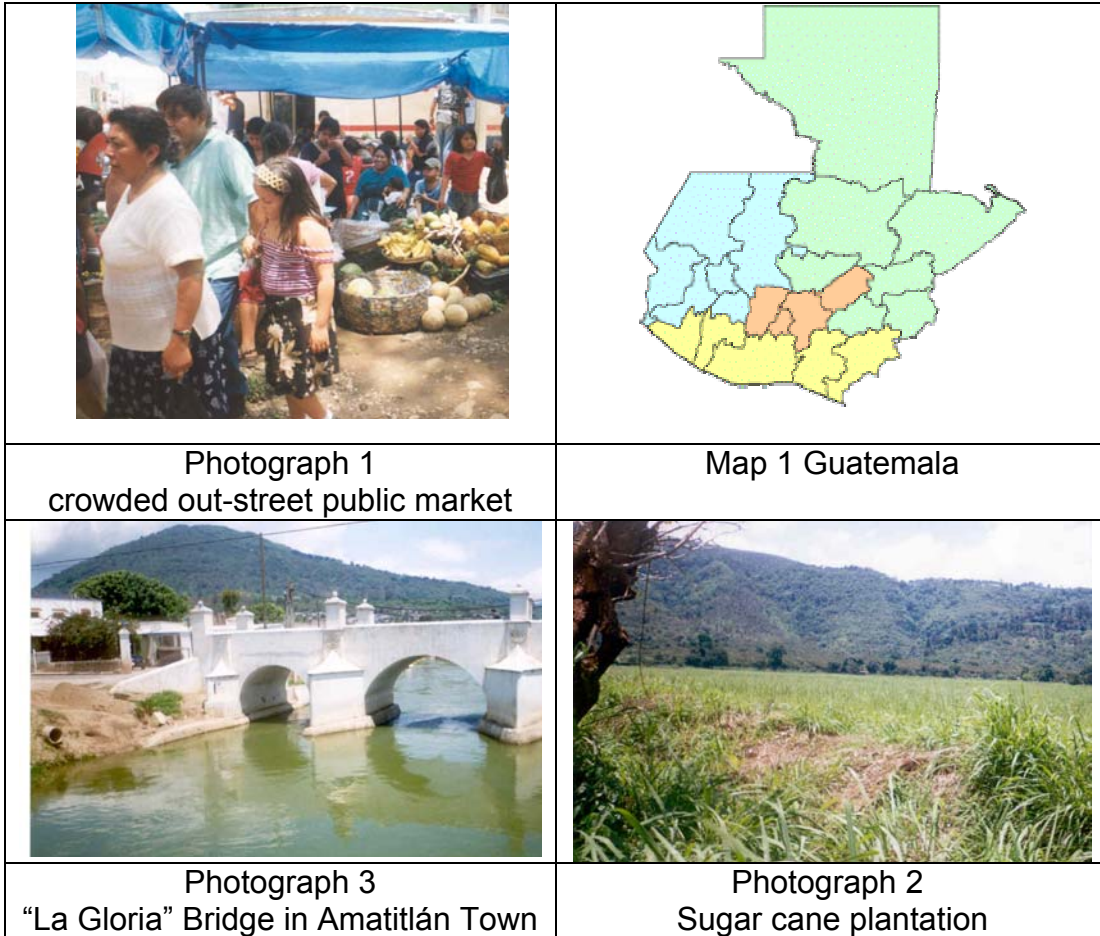 Photograph 1
crowded out-street public market
Map 1 Guatemala
Photograph 3
“La Gloria” Bridge in Amatitlán Town
Photograph 2
Sugar cane plantation